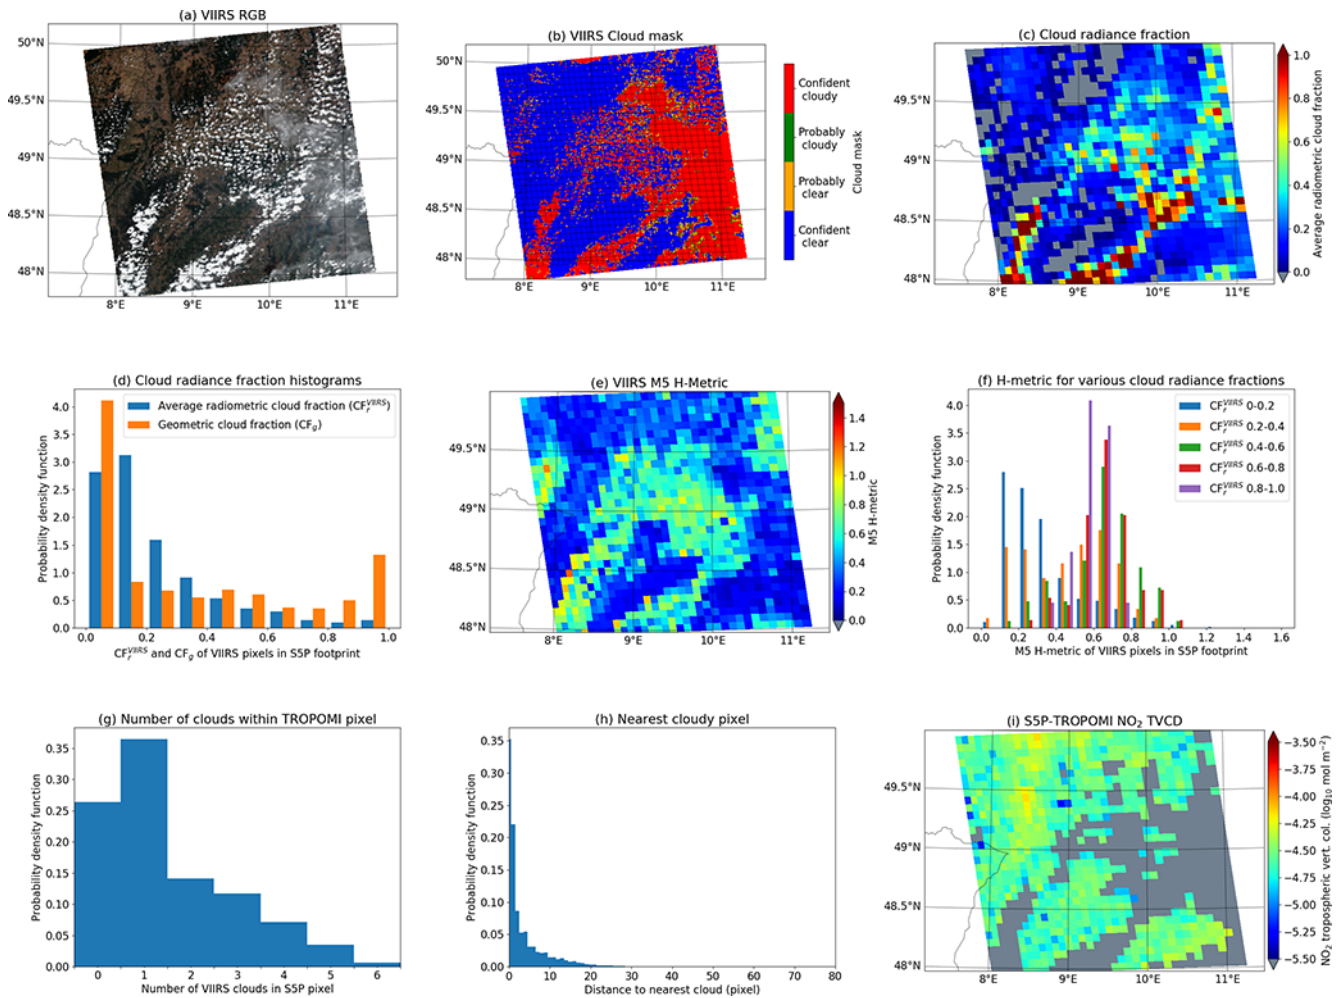 (a) VIIRS RGB
50°N
49.5°N
49°N
48.5°N
48°N
8°E 9°E 10°E 11°E
(b) VIIRS Cloud mask
50°N
49.5°N
49°N
48.5°N
48°N
8°E 9°E 10°E 11°E
Confident
cloudy
Probably
cloudy
Probably
clear
Confident
clear
Cloud mask
(c) Cloud radiance fraction
49.5°N
49°N
48.5°N
48°N
8°E 9°E 10°E 11°E
1.0
0.8
0.6
0.4
0.2
0.0
Average radiometric cloud fraction
(d) Cloud radiance fraction histograms
Average radiometric cloud fraction (CF_r^VIIRS)
Geometric cloud fraction (CF_g)
Probability density function
4.0
3.5
3.0
2.5
2.0
1.5
1.0
0.5
0.0
0.0 0.2 0.4 0.6 0.8 1.0
CF_r^VIIRS and CF_g of VIIRS pixels in S5P footprint
(e) VIIRS M5 H-Metric
49.5°N
49°N
48.5°N
48°N
8°E 9°E 10°E 11°E
1.4
1.2
1.0
0.8
0.6
0.4
0.2
0.0
M5 H-metric
(f) H-metric for various cloud radiance fractions
CF_r^VIIRS 0-0.2
CF_r^VIIRS 0.2-0.4
CF_r^VIIRS 0.4-0.6
CF_r^VIIRS 0.6-0.8
CF_r^VIIRS 0.8-1.0
Probability density function
4.0
3.5
3.0
2.5
2.0
1.5
1.0
0.5
0.0
0.0 0.2 0.4 0.6 0.8 1.0 1.2 1.4 1.6
M5 H-metric of VIIRS pixels in S5P footprint
(g) Number of clouds within TROPOMI pixel
Probability density function
0.35
0.30
0.25
0.20
0.15
0.10
0.05
0.00
0 1 2 3 4 5 6
Number of VIIRS clouds in S5P pixel
(h) Nearest cloudy pixel
Probability density function
0.35
0.30
0.25
0.20
0.15
0.10
0.05
0.00
0 10 20 30 40 50 60 70 80
Distance to nearest cloud (pixel)
(i) S5P-TROPOMI NO₂ TVCD
49.5°N
49°N
48.5°N
48°N
8°E 9°E 10°E 11°E
−3.50
−3.75
−4.00
−4.25
−4.50
−4.75
−5.00
−5.25
−5.50
NO₂ tropospheric vert. col. (log₁₀ mol m⁻²)